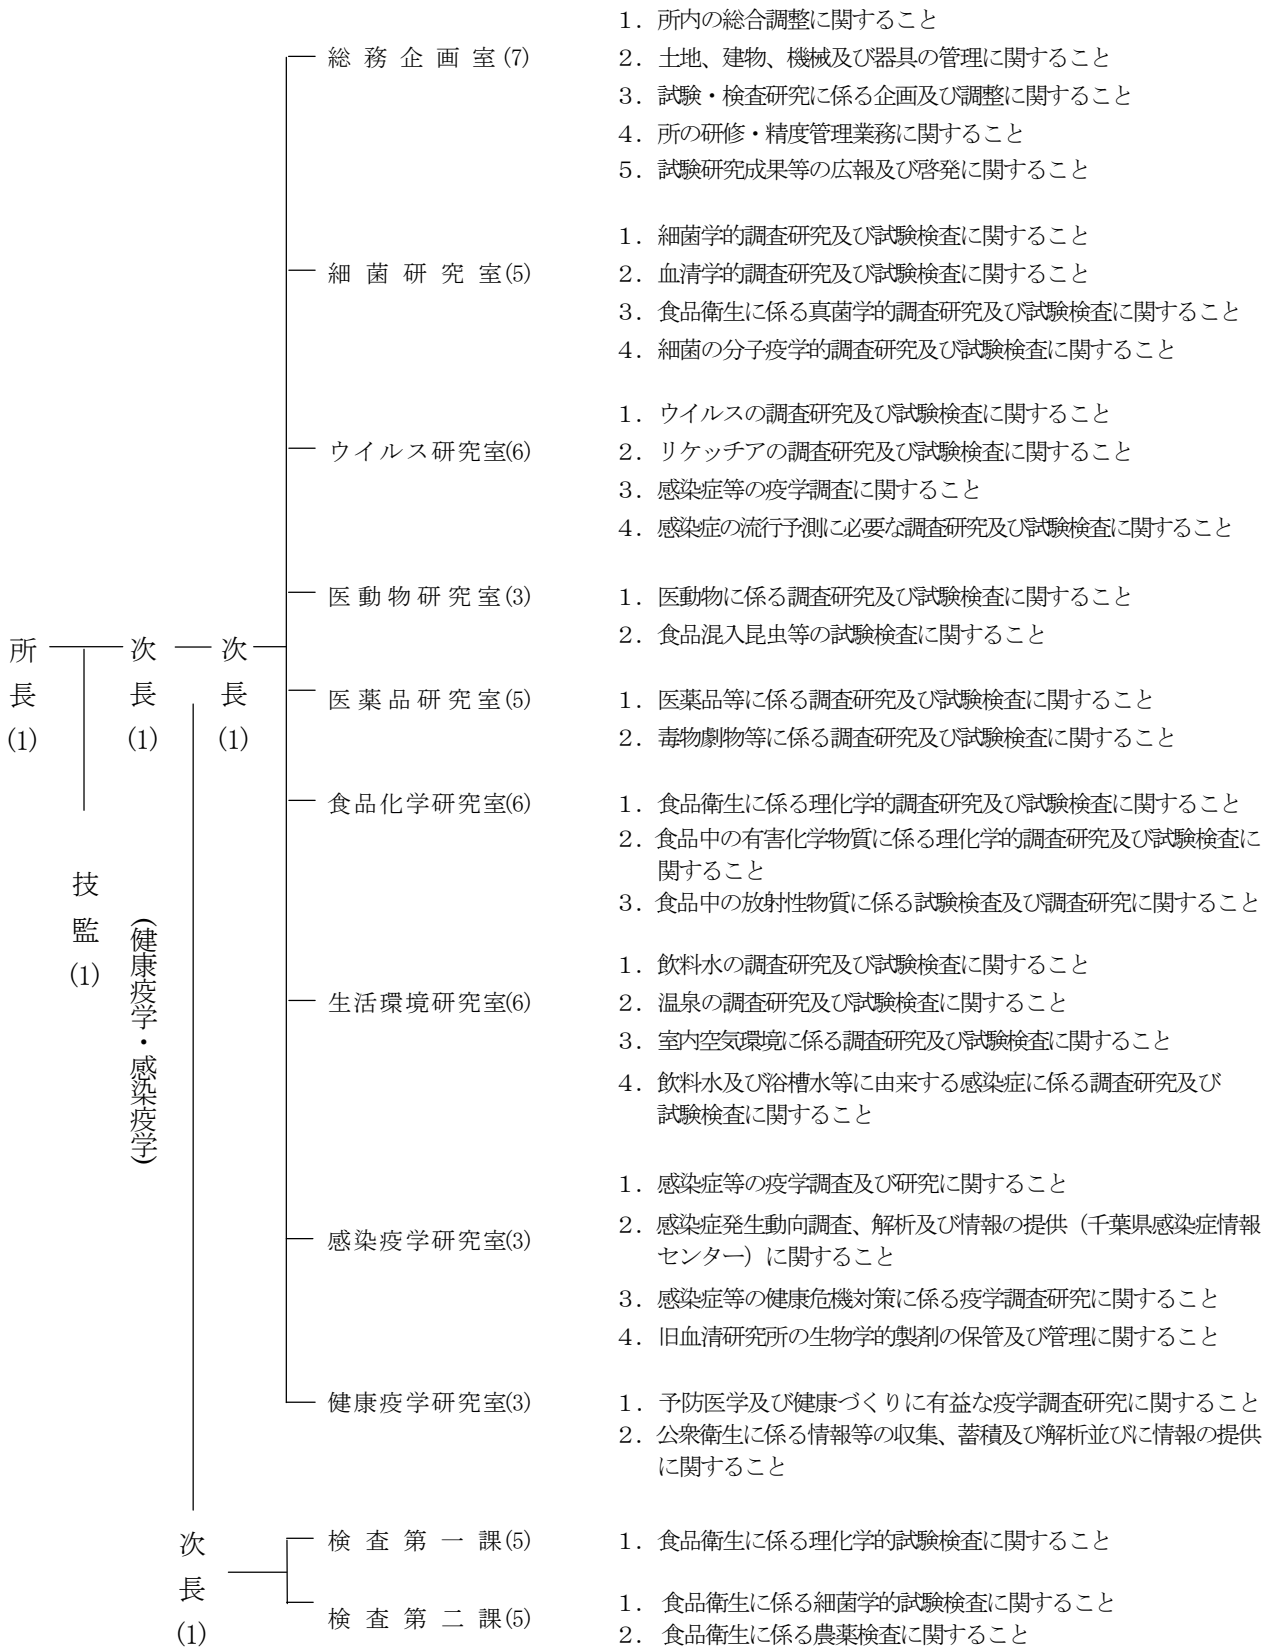 所長(1)
次長(1)
次長(1)
技監(1)
(健康疫学・感染疫学)
総務企画室(7)
1．所内の総合調整に関すること
2．土地、建物、機械及び器具の管理に関すること
3．試験・検査研究に係る企画及び調整に関すること
4．所の研修・精度管理業務に関すること
5．試験研究成果等の広報及び啓発に関すること
細菌研究室(5)
1．細菌学的調査研究及び試験検査に関すること
2．血清学的調査研究及び試験検査に関すること
3．食品衛生に係る真菌学的調査研究及び試験検査に関すること
4．細菌の分子疫学的調査研究及び試験検査に関すること
ウイルス研究室(6)
1．ウイルスの調査研究及び試験検査に関すること
2．リケッチアの調査研究及び試験検査に関すること
3．感染症等の疫学調査に関すること
4．感染症の流行予測に必要な調査研究及び試験検査に関すること
医動物研究室(3)
1．医動物に係る調査研究及び試験検査に関すること
2．食品混入昆虫等の試験検査に関すること
医薬品研究室(5)
1．医薬品等に係る調査研究及び試験検査に関すること
2．毒物劇物等に係る調査研究及び試験検査に関すること
食品化学研究室(6)
1．食品衛生に係る理化学的調査研究及び試験検査に関すること
2．食品中の有害化学物質に係る理化学的調査研究及び試験検査に
関すること
3．食品中の放射性物質に係る試験検査及び調査研究に関すること
生活環境研究室(6)
1．飲料水の調査研究及び試験検査に関すること
2．温泉の調査研究及び試験検査に関すること
3．室内空気環境に係る調査研究及び試験検査に関すること
4．飲料水及び浴槽水等に由来する感染症に係る調査研究及び
試験検査に関すること
感染疫学研究室(3)
1．感染症等の疫学調査及び研究に関すること
2．感染症発生動向調査、解析及び情報の提供（千葉県感染症情報
センター）に関すること
3．感染症等の健康危機対策に係る疫学調査研究に関すること
4．旧血清研究所の生物学的製剤の保管及び管理に関すること
健康疫学研究室(3)
1．予防医学及び健康づくりに有益な疫学調査研究に関すること
2．公衆衛生に係る情報等の収集、蓄積及び解析並びに情報の提供
に関すること
次長(1)
検査第一課(5)
1．食品衛生に係る理化学的試験検査に関すること
検査第二課(5)
1．食品衛生に係る細菌学的試験検査に関すること
2．食品衛生に係る農薬検査に関すること